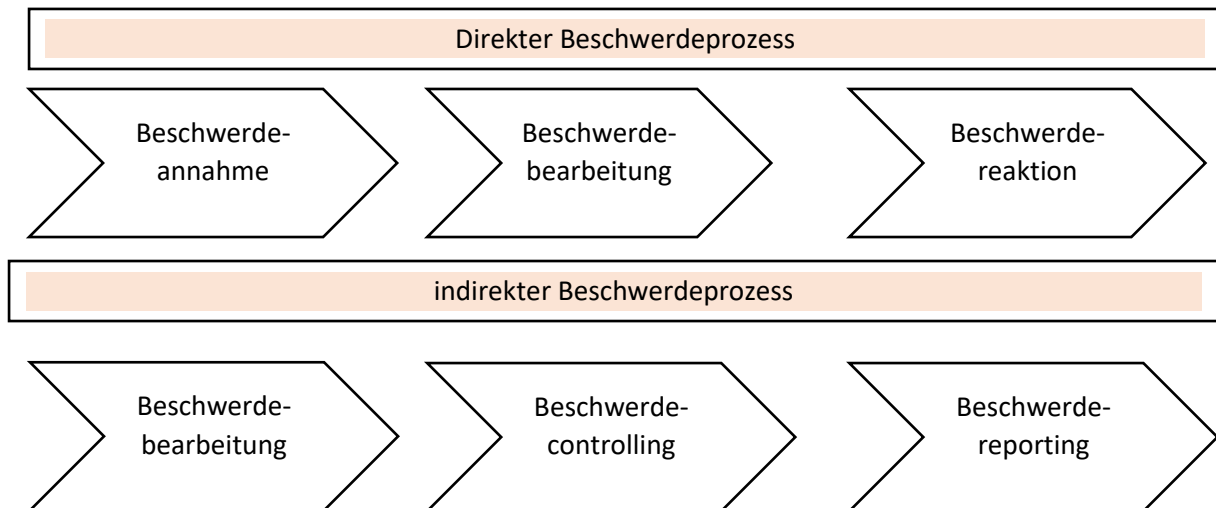 Direkter Beschwerdeprozess
Beschwerde-
annahme
Beschwerde-
bearbeitung
Beschwerde-
reaktion
indirekter Beschwerdeprozess
Beschwerde-
bearbeitung
Beschwerde-
controlling
Beschwerde-
reporting